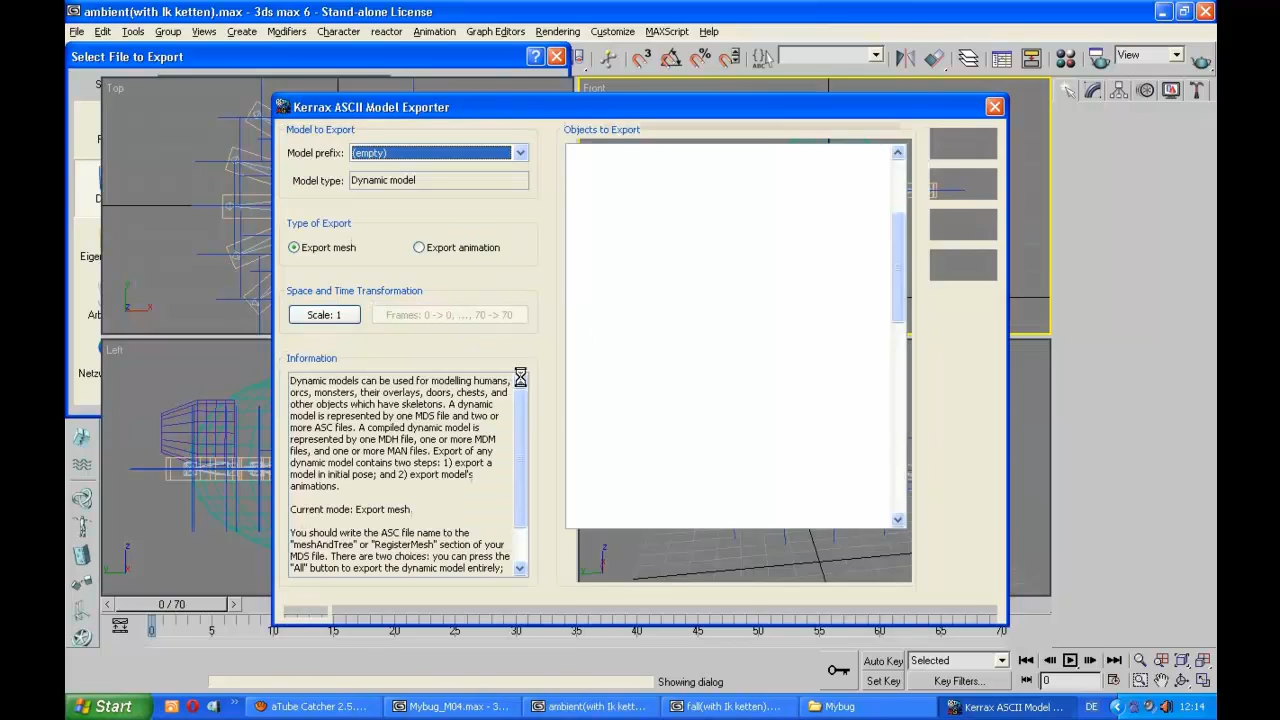 ambient(with Ik ketten).max - 3ds max 6 - Stand-alone License
File Edit Tools Group Views Create Modifiers Character reactor Animation Graph Editors Rendering Customize MAXScript Help
Select File to Export
3
%
ABC
View
Top
Front
Kerrax ASCII Model Exporter
Model to Export
Objects to Export
Model prefix: (empty)
Model type: Dynamic model
Type of Export
Export mesh Export animation
Eigen
Space and Time Transformation
Scale: 1 Frames: 0 -> 0, ..., 70 -> 70
Arb
Left
Information
Netz
Dynamic models can be used for modelling humans,
orcs, monsters, their overlays, doors, chests, and
other objects which have skeletons. A dynamic
model is represented by one MDS file and two or
more ASC files. A compiled dynamic model is
represented by one MDH file, one or more MDM
files, and one or more MAN files. Export of any
dynamic model contains two steps: 1) export a
model in initial pose; and 2) export model's
animations.
Current mode: Export mesh.
You should write the ASC file name to the
"meshAndTree" or "RegisterMesh" section of your
MDS file. There are two choices: you can press the
"All" button to export the dynamic model entirely;
z
x
0 / 70
0 5 10 15 20 25 30 35 40 45 50 55 60 65 70
Auto Key Selected
Showing dialog
Set Key Key Filters... 0
Start aTube Catcher 2.5.... Mybug_M04.max - 3... ambient(with Ik kett... fall(with Ik ketten).... Mybug Kerrax ASCII Model ... DE 12:14